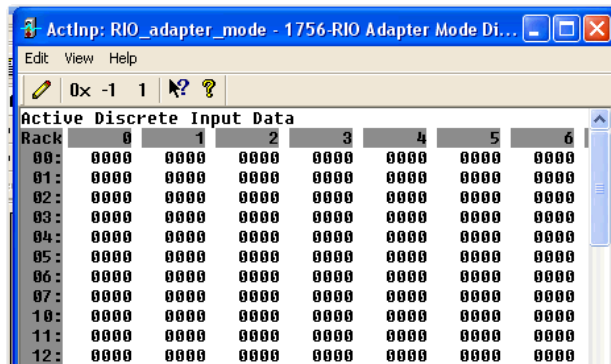 ActInp: RIO_adapter_mode - 1756-RIO Adapter Mode Di...
Edit View Help
0x -1 1
Active Discrete Input Data
Rack 0 1 2 3 4 5 6
00: 0000 0000 0000 0000 0000 0000 0000
01: 0000 0000 0000 0000 0000 0000 0000
02: 0000 0000 0000 0000 0000 0000 0000
03: 0000 0000 0000 0000 0000 0000 0000
04: 0000 0000 0000 0000 0000 0000 0000
05: 0000 0000 0000 0000 0000 0000 0000
06: 0000 0000 0000 0000 0000 0000 0000
07: 0000 0000 0000 0000 0000 0000 0000
10: 0000 0000 0000 0000 0000 0000 0000
11: 0000 0000 0000 0000 0000 0000 0000
12: 0000 0000 0000 0000 0000 0000 0000